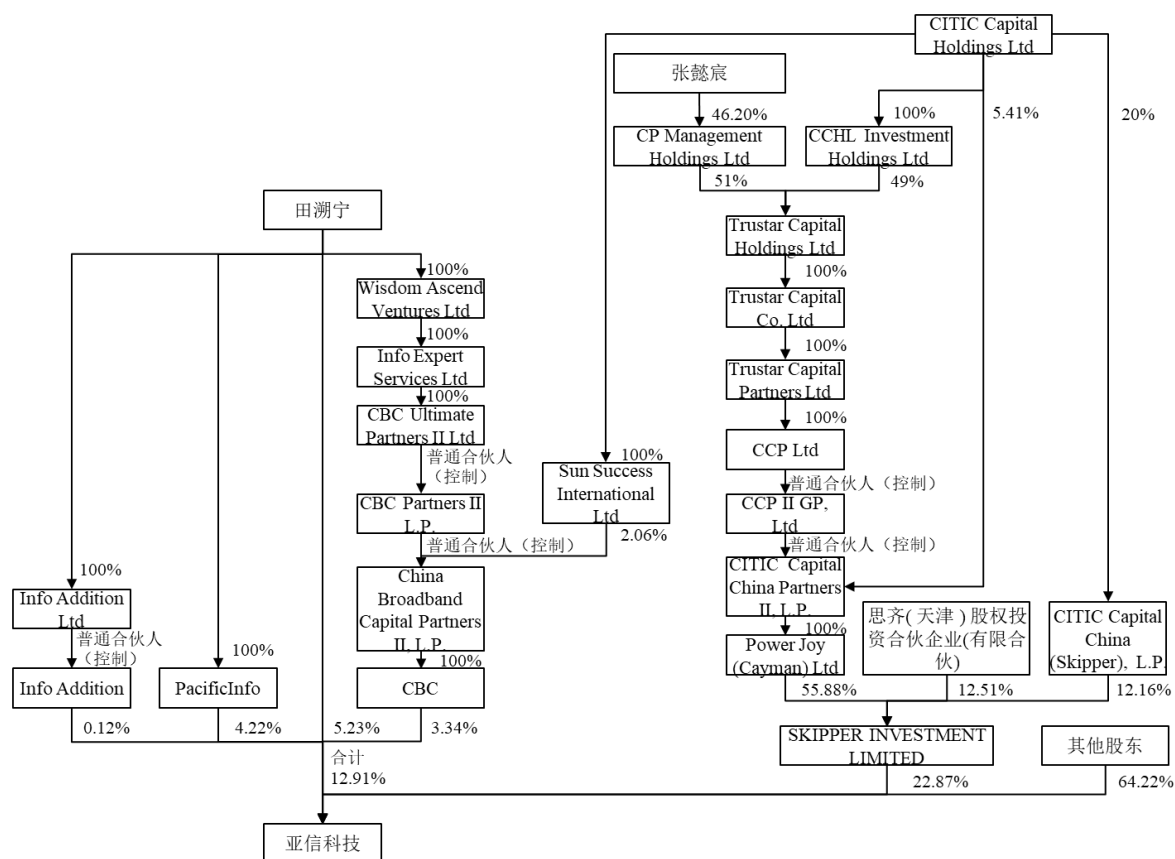 CITIC Capital
Holdings Ltd
张懿宸
46.20%
100%
5.41%
20%
CP Management
Holdings Ltd
CCHL Investment
Holdings Ltd
51%
49%
田溯宁
Trustar Capital
Holdings Ltd
100%
100%
Wisdom Ascend
Ventures Ltd
Trustar Capital
Co. Ltd
100%
100%
Info Expert
Services Ltd
Trustar Capital
Partners Ltd
100%
100%
CBC Ultimate
Partners II Ltd
CCP Ltd
普通合伙人
（控制）
100%
普通合伙人（控制）
Sun Success
International
Ltd
CBC Partners II
L.P.
CCP II GP,
Ltd
2.06%
普通合伙人（控制）
普通合伙人（控制）
100%
China
Broadband
Capital Partners
II, L.P.
CITIC Capital
China Partners
II, L.P.
Info Addition
Ltd
思齐(天津)股权投
资合伙企业(有限合
伙)
CITIC Capital
China
(Skipper), L.P.
普通合伙人
（控制）
100%
100%
100%
Power Joy
(Cayman) Ltd
Info Addition
PacificInfo
CBC
55.88%
12.51%
12.16%
0.12%
4.22%
5.23%
3.34%
SKIPPER INVESTMENT
LIMITED
其他股东
合计
12.91%
22.87%
64.22%
亚信科技